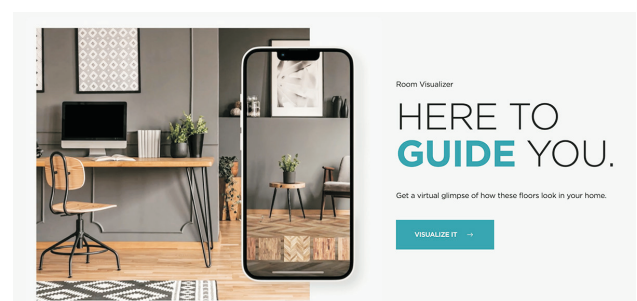 Room Visualizer
HERE TO
GUIDE YOU.
Get a virtual glimpse of how these floors look in your home.
VISUALIZE IT →